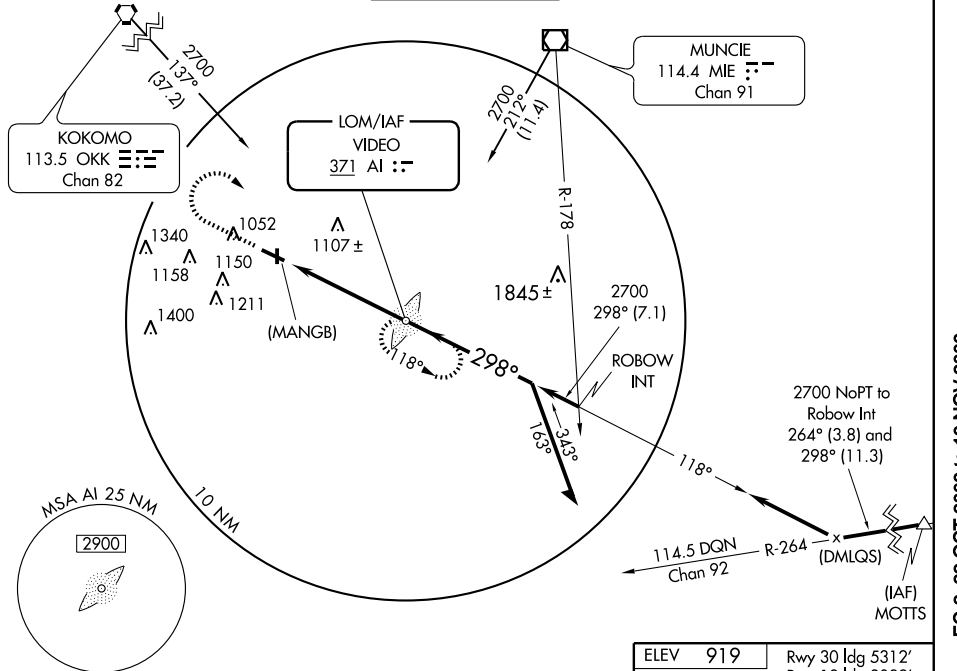 2700
137°
(37.2)
KOKOMO
113.5 OKK
Chan 82
LOM/IAF
VIDEO
371 AI
2700
212°
(11.4)
MUNCIE
114.4 MIE
Chan 91
R-178
1340
1052
1107 ±
1158
1150
1211
1400
(MANGB)
1845 ±
2700
298° (7.1)
ROBOW
INT
118°
298°
163°
343°
2700 NoPT to
Robow Int
264° (3.8) and
298° (11.3)
118°
114.5 DQN
Chan 92
R-264
(DMLQS)
(IAF)
MOTTS
10 NM
MSA AI 25 NM
2900
ELEV 919
Rwy 30 ldg 5312'